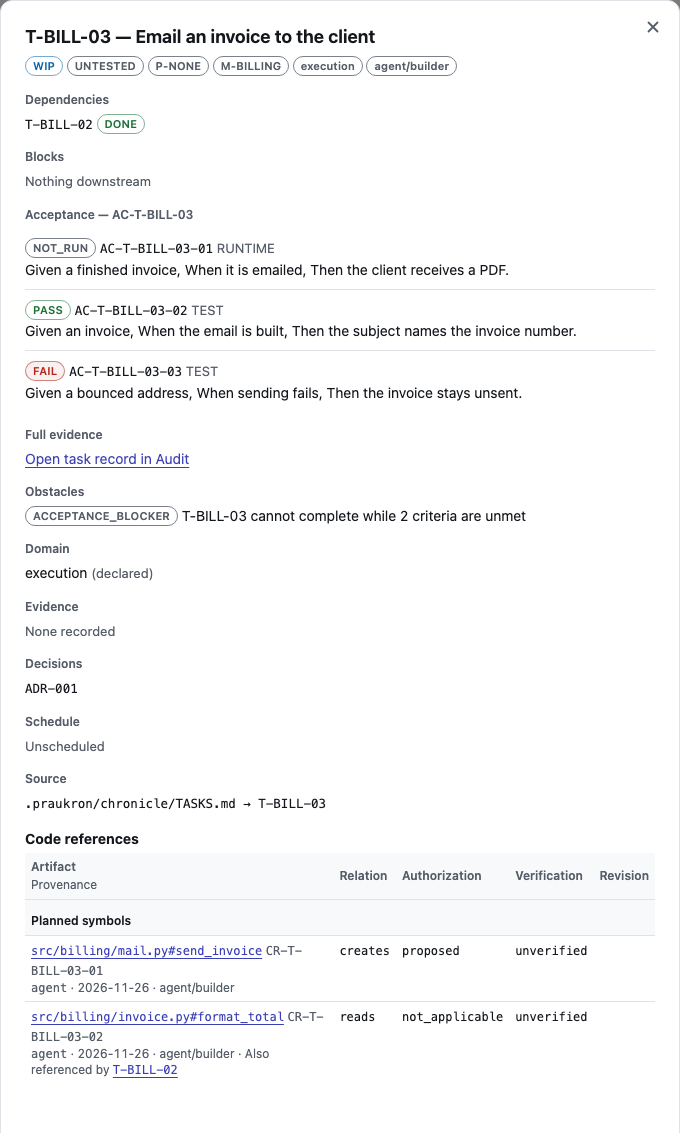 T-BILL-03 — Email an invoice to the client
WIP UNTESTED P-NONE M-BILLING execution agent/builder
Dependencies
T-BILL-02 DONE
Blocks
Nothing downstream
Acceptance — AC-T-BILL-03
NOT_RUN AC-T-BILL-03-01 RUNTIME
Given a finished invoice, When it is emailed, Then the client receives a PDF.
PASS AC-T-BILL-03-02 TEST
Given an invoice, When the email is built, Then the subject names the invoice number.
FAIL AC-T-BILL-03-03 TEST
Given a bounced address, When sending fails, Then the invoice stays unsent.
Full evidence
Open task record in Audit
Obstacles
ACCEPTANCE_BLOCKER T-BILL-03 cannot complete while 2 criteria are unmet
Domain
execution (declared)
Evidence
None recorded
Decisions
ADR-001
Schedule
Unscheduled
Source
.praukron/chronicle/TASKS.md → T-BILL-03
Code references
Artifact
Provenance
Relation Authorization Verification Revision
Planned symbols
src/billing/mail.py#send_invoice CR-T- creates proposed unverified
BILL-03-01
agent · 2026-11-26 · agent/builder
src/billing/invoice.py#format_total CR-T- reads not_applicable unverified
BILL-03-02
agent · 2026-11-26 · agent/builder · Also
referenced by T-BILL-02